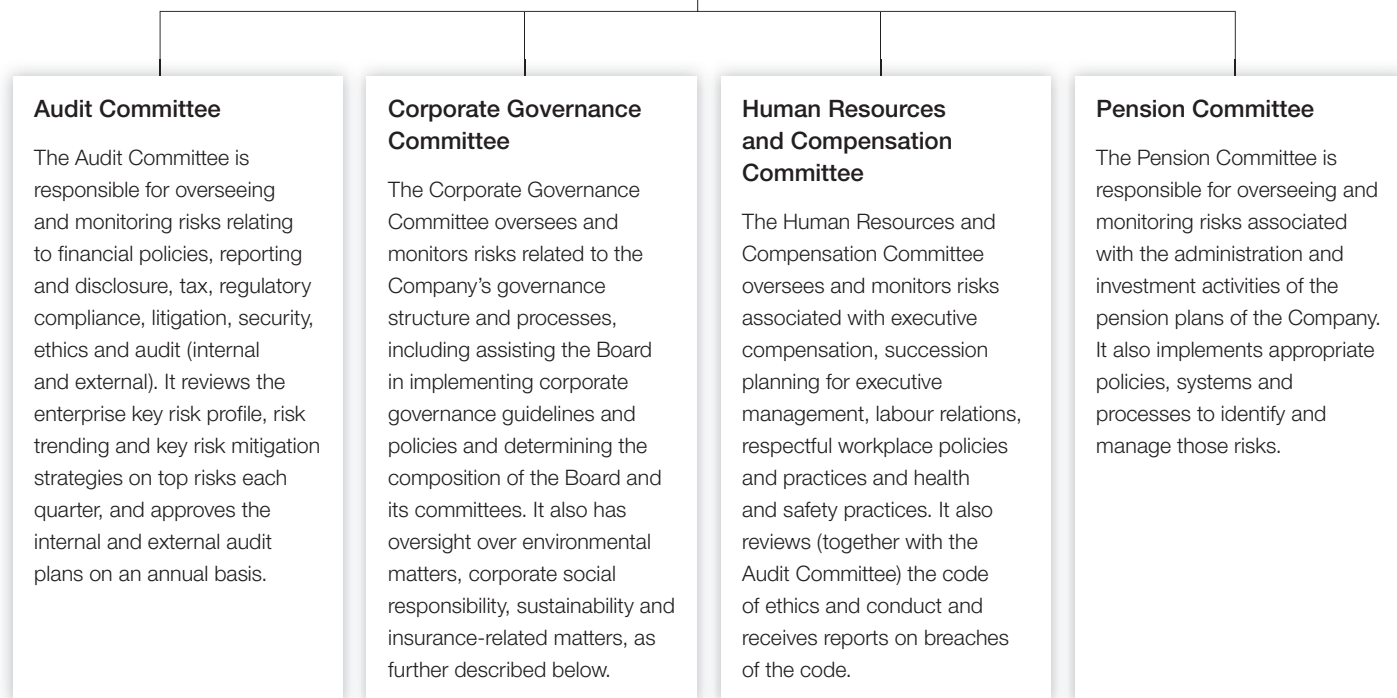 Audit Committee
The Audit Committee is
responsible for overseeing
and monitoring risks relating
to financial policies, reporting
and disclosure, tax, regulatory
compliance, litigation, security,
ethics and audit (internal
and external). It reviews the
enterprise key risk profile, risk
trending and key risk mitigation
strategies on top risks each
quarter, and approves the
internal and external audit
plans on an annual basis.
Corporate Governance
Committee
The Corporate Governance
Committee oversees and
monitors risks related to the
Company’s governance
structure and processes,
including assisting the Board
in implementing corporate
governance guidelines and
policies and determining the
composition of the Board and
its committees. It also has
oversight over environmental
matters, corporate social
responsibility, sustainability and
insurance-related matters, as
further described below.
Human Resources
and Compensation
Committee
The Human Resources and
Compensation Committee
oversees and monitors risks
associated with executive
compensation, succession
planning for executive
management, labour relations,
respectful workplace policies
and practices and health
and safety practices. It also
reviews (together with the
Audit Committee) the code
of ethics and conduct and
receives reports on breaches
of the code.
Pension Committee
The Pension Committee is
responsible for overseeing and
monitoring risks associated
with the administration and
investment activities of the
pension plans of the Company.
It also implements appropriate
policies, systems and
processes to identify and
manage those risks.